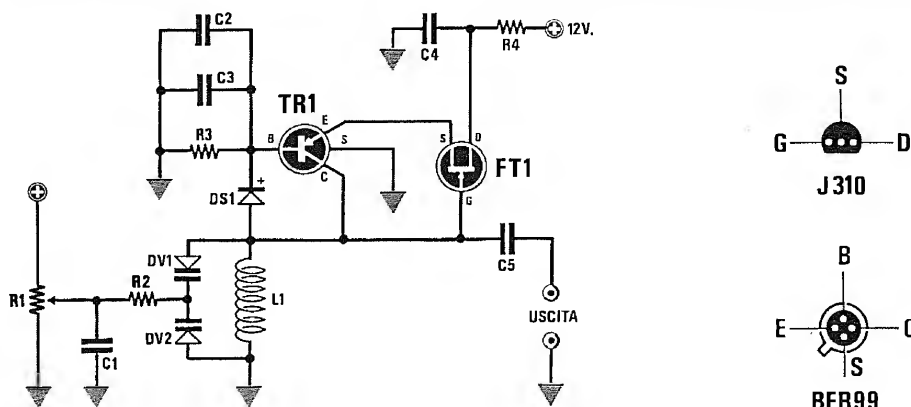 C2
C3
R3
TR1
B
E
S
C
C4
R4
12V.
S
D
G
FT1
DS1
+
DV1
R2
DV2
R1
C1
L1
C5
USCITA
S
G
D
J310
B
E
C
S
BFR99